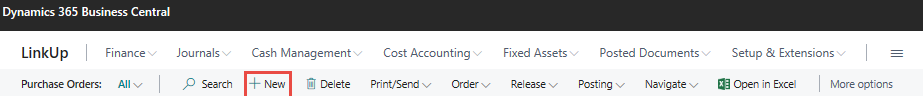 Dynamics 365 Business Central
LinkUp Finance Journals Cash Management Cost Accounting Fixed Assets Posted Documents Setup & Extensions
Purchase Orders: All Search New Delete Print/Send Order Release Posting Navigate Open in Excel More options